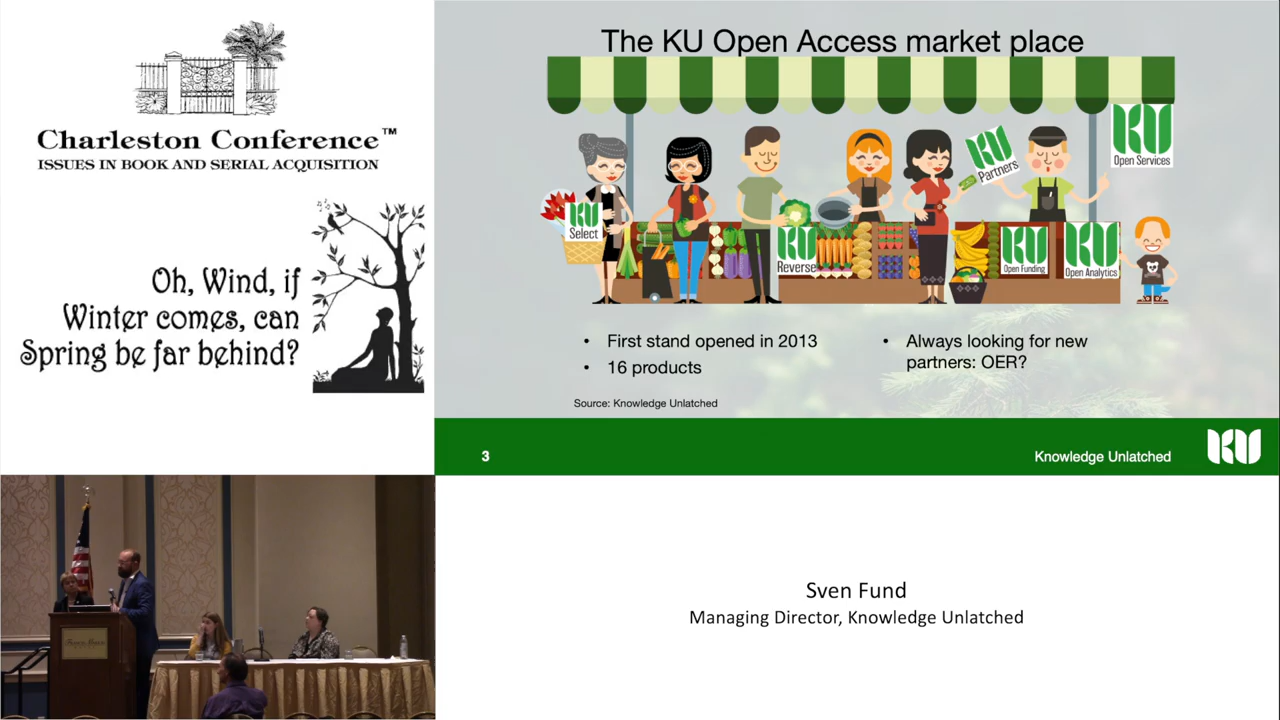 Charleston Conference™
ISSUES IN BOOK AND SERIAL ACQUISITION
Oh, Wind, if
Winter comes, can
Spring be far behind?
The KU Open Access market place
KU
Open Services
KU
Partners
KU
Select
KU
Reverse
KU
Open Funding
KU
Open Analytics
• First stand opened in 2013
• 16 products
• Always looking for new
partners: OER?
Source: Knowledge Unlatched
3
Knowledge Unlatched
KU
Sven Fund
Managing Director, Knowledge Unlatched